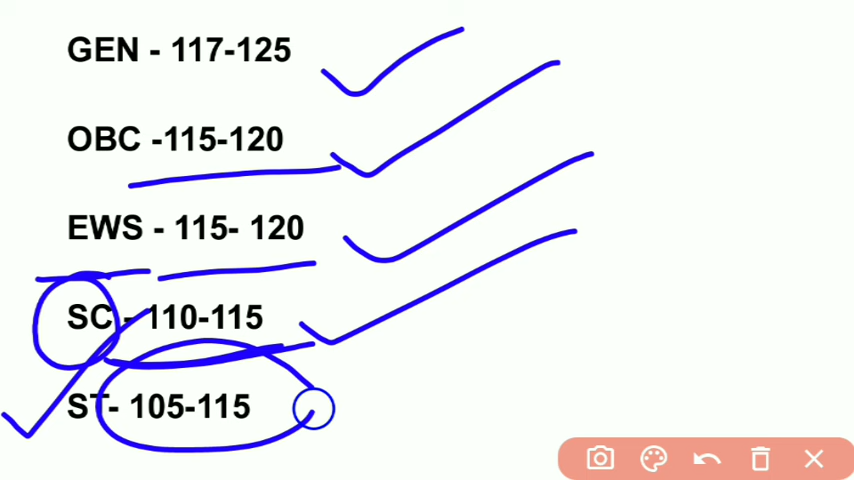 GEN - 117-125
OBC -115-120
EWS - 115- 120
SC - 110-115
ST- 105-115